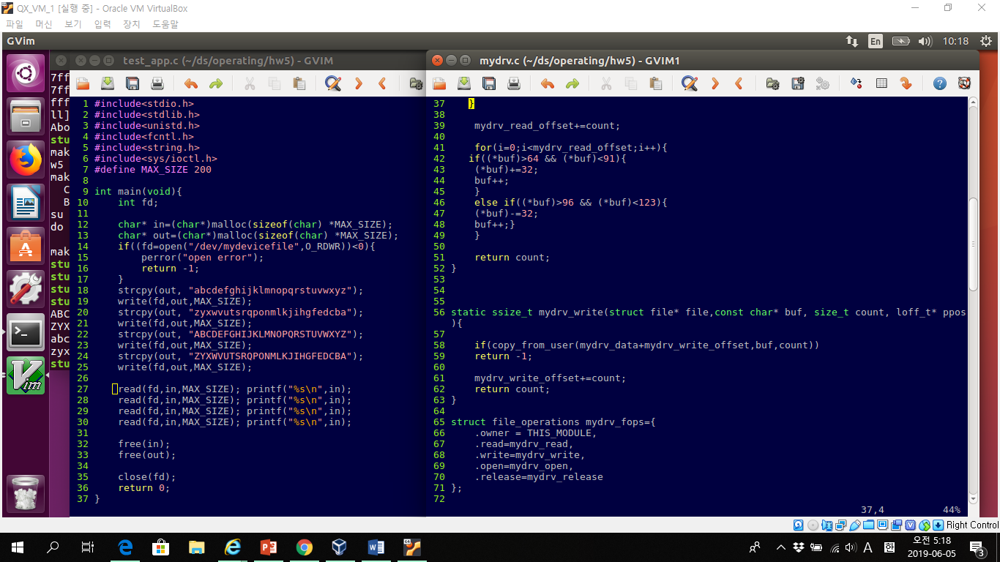 QX_VM_1 [실행 중] - Oracle VM VirtualBox
파일 머신 보기 입력 장치 도움말
GVim
En
10:18
test_app.c (~/ds/operating/hw5) - GVIM
mydrv.c (~/ds/operating/hw5) - GVIM1
7ff
7ff
fff
ll]
Abo
stu
mak
w5
mak
C
B
su
do
mak
stu
stu
stu
stu
ABC
ZYX
abc
zyx
stu
1 #include<stdio.h>
2 #include<stdlib.h>
3 #include<unistd.h>
4 #include<fcntl.h>
5 #include<string.h>
6 #include<sys/ioctl.h>
7 #define MAX_SIZE 200
8
9 int main(void){
10     int fd;
11
12     char* in=(char*)malloc(sizeof(char) *MAX_SIZE);
13     char* out=(char*)malloc(sizeof(char) *MAX_SIZE);
14     if((fd=open("/dev/mydevicefile",O_RDWR))<0){
15         perror("open error");
16         return -1;
17     }
18     strcpy(out, "abcdefghijklmnopqrstuvwxyz");
19     write(fd,out,MAX_SIZE);
20     strcpy(out, "zyxwvutsrqponmlkjihgfedcba");
21     write(fd,out,MAX_SIZE);
22     strcpy(out, "ABCDEFGHIJKLMNOPQRSTUVWXYZ");
23     write(fd,out,MAX_SIZE);
24     strcpy(out, "ZYXWVUTSRQPONMLKJIHGFEDCBA");
25     write(fd,out,MAX_SIZE);
26
27     read(fd,in,MAX_SIZE); printf("%s\n",in);
28     read(fd,in,MAX_SIZE); printf("%s\n",in);
29     read(fd,in,MAX_SIZE); printf("%s\n",in);
30     read(fd,in,MAX_SIZE); printf("%s\n",in);
31
32     free(in);
33     free(out);
34
35     close(fd);
36     return 0;
37 }
37    }
38
39     mydrv_read_offset+=count;
40
41     for(i=0;i<mydrv_read_offset;i++){
42    if((*buf)>64 && (*buf)<91){
43     (*buf)+=32;
44     buf++;
45     }
46     else if((*buf)>96 && (*buf)<123){
47     (*buf)-=32;
48     buf++;}
49     }
50
51     return count;
52 }
53
54
55
56 static ssize_t mydrv_write(struct file* file,const char* buf, size_t count, loff_t* ppos
){
57
58     if(copy_from_user(mydrv_data+mydrv_write_offset,buf,count))
59     return -1;
60
61     mydrv_write_offset+=count;
62     return count;
63 }
64
65 struct file_operations mydrv_fops={
66     .owner = THIS_MODULE,
67     .read=mydrv_read,
68     .write=mydrv_write,
69     .open=mydrv_open,
70     .release=mydrv_release
71 };
72
37,4 44%
Right Control
A 한
오전 5:18
2019-06-05
3